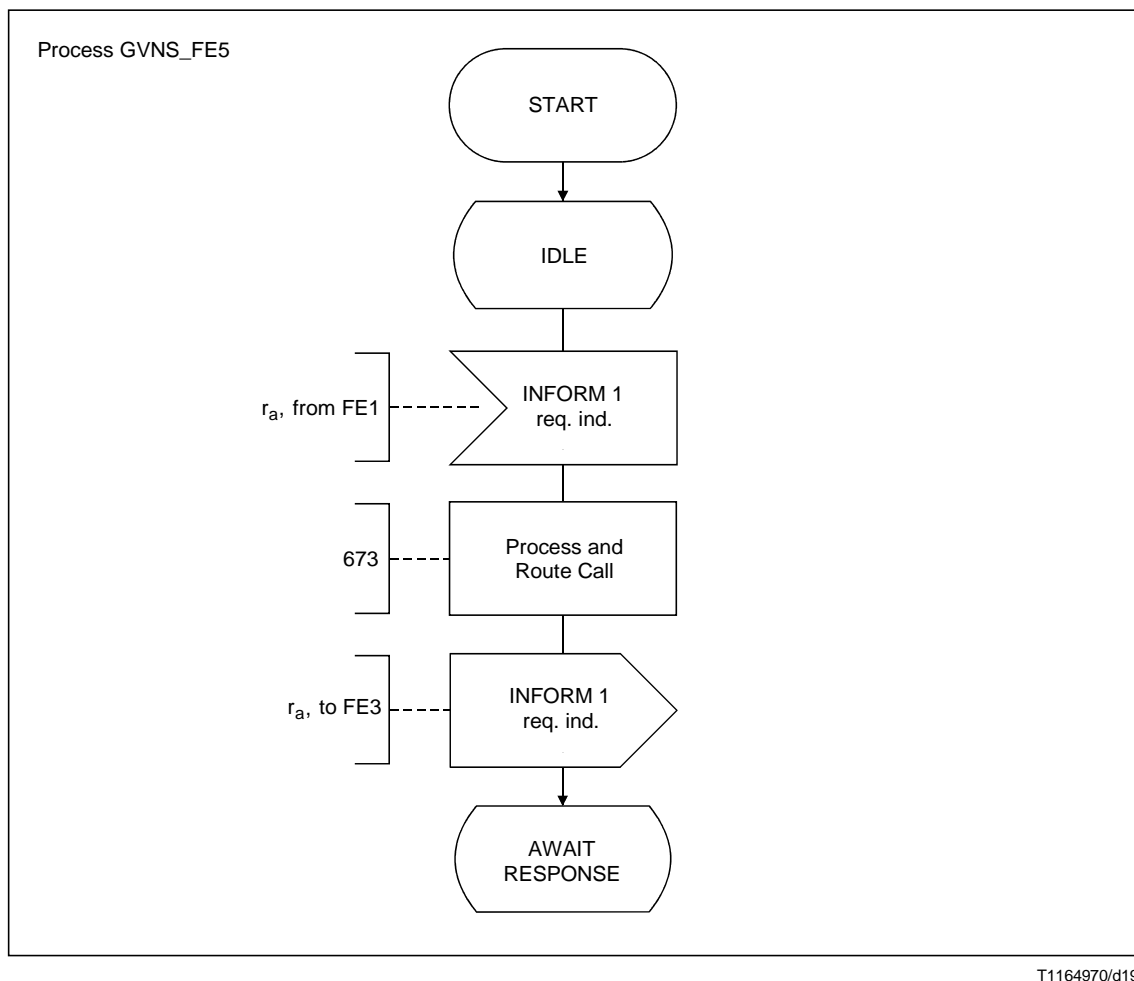 Process GVNS_FE5
START
IDLE
rₐ, from FE1
INFORM 1
req. ind.
673
Process and
Route Call
rₐ, to FE3
INFORM 1
req. ind.
AWAIT
RESPONSE
T1164970/d19